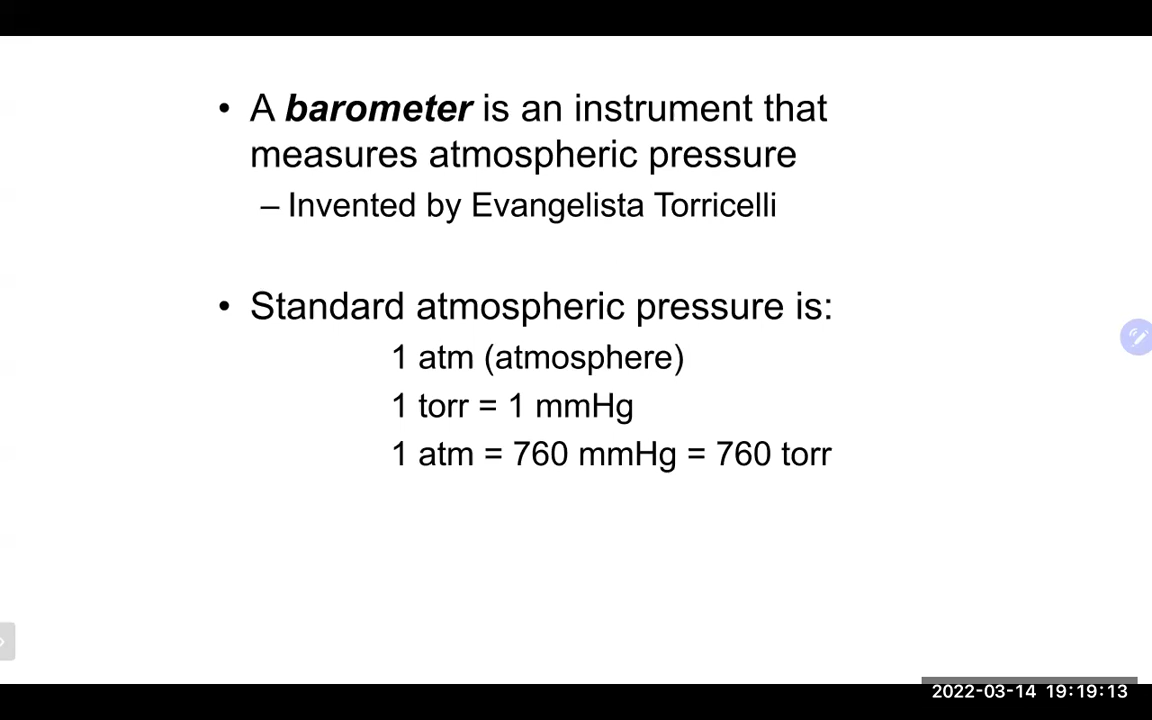 • A barometer is an instrument that
measures atmospheric pressure
– Invented by Evangelista Torricelli
• Standard atmospheric pressure is:
1 atm (atmosphere)
1 torr = 1 mmHg
1 atm = 760 mmHg = 760 torr
2022-03-14 19:19:13